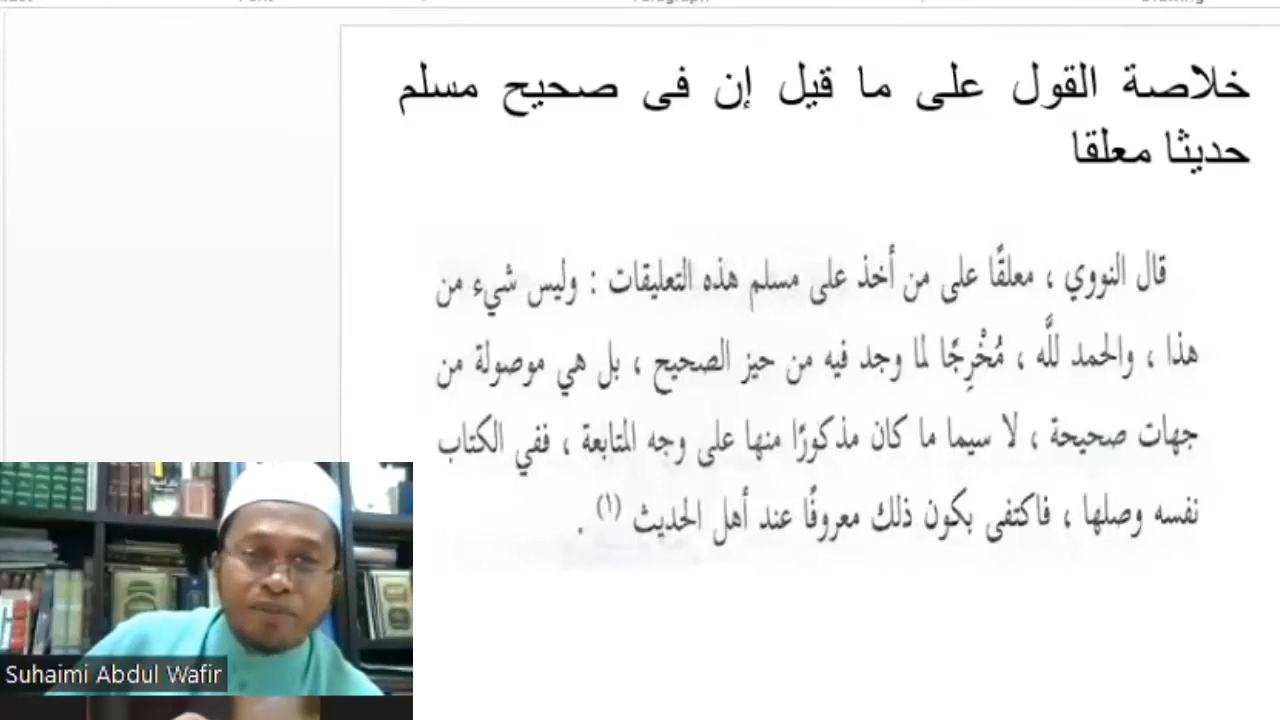 خلاصة القول على ما قيل إن فى صحيح مسلم
حديثا معلقا
قال النووي ، معلقًا على من أخذ على مسلم هذه التعليقات : وليس شيء من
هذا ، والحمد للَّه ، مُخْرِجًا لما وجد فيه من حيز الصحيح ، بل هي موصولة من
جهات صحيحة ، لا سيما ما كان مذكورًا منها على وجه المتابعة ، ففي الكتاب
نفسه وصلها ، فاكتفى بكون ذلك معروفًا عند أهل الحديث (١) .
Suhaimi Abdul Wafir